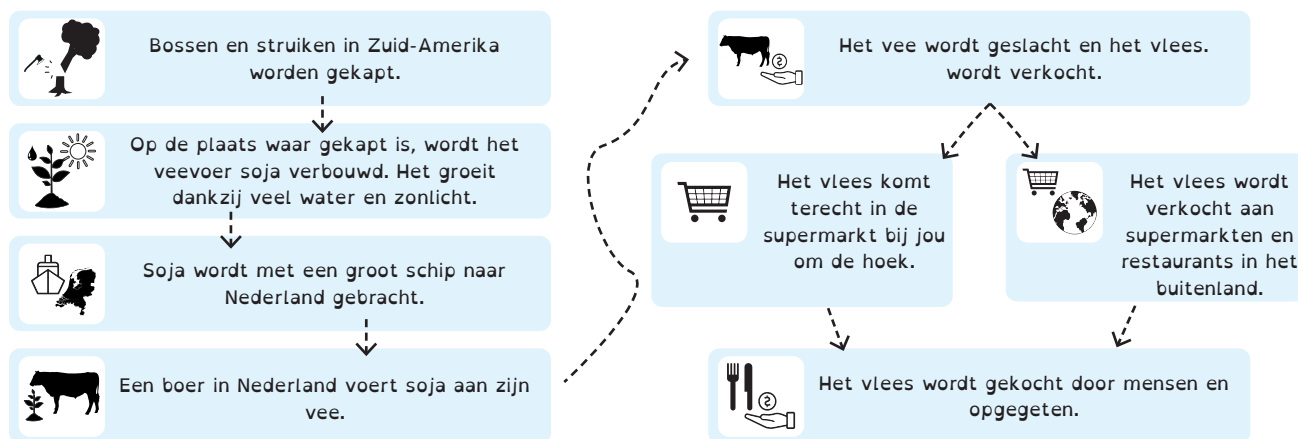 Bossen en struiken in Zuid-Amerika
worden gekapt.
Op de plaats waar gekapt is, wordt het
veevoer soja verbouwd. Het groeit
dankzij veel water en zonlicht.
Soja wordt met een groot schip naar
Nederland gebracht.
Een boer in Nederland voert soja aan zijn
vee.
Het vee wordt geslacht en het vlees.
wordt verkocht.
Het vlees komt
terecht in de
supermarkt bij jou
om de hoek.
Het vlees wordt
verkocht aan
supermarkten en
restaurants in het
buitenland.
Het vlees wordt gekocht door mensen en
opgegeten.